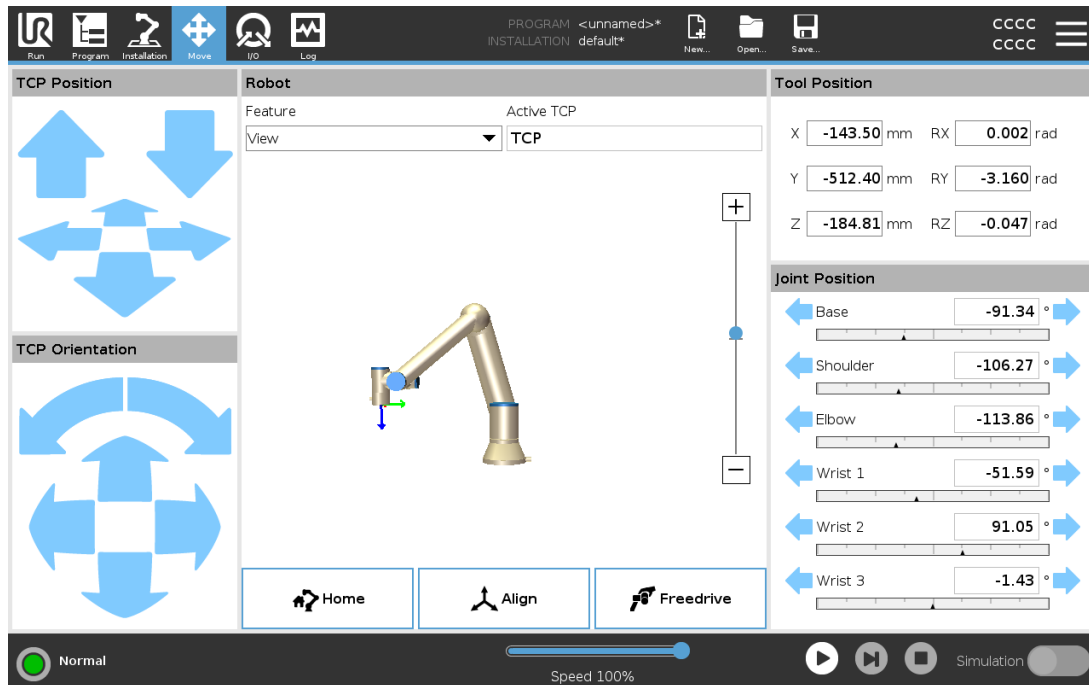 PROGRAM <unnamed>*
INSTALLATION default*
CCCC
CCCC
Run Program Installation Move I/O Log New... Open... Save...
TCP Position
Robot
Tool Position
Feature Active TCP
View TCP
X -143.50 mm RX 0.002 rad
Y -512.40 mm RY -3.160 rad
Z -184.81 mm RZ -0.047 rad
+
−
Joint Position
Base -91.34 °
Shoulder -106.27 °
TCP Orientation
Elbow -113.86 °
Wrist 1 -51.59 °
Wrist 2 91.05 °
Wrist 3 -1.43 °
Home Align Freedrive
Normal
Speed 100%
Simulation